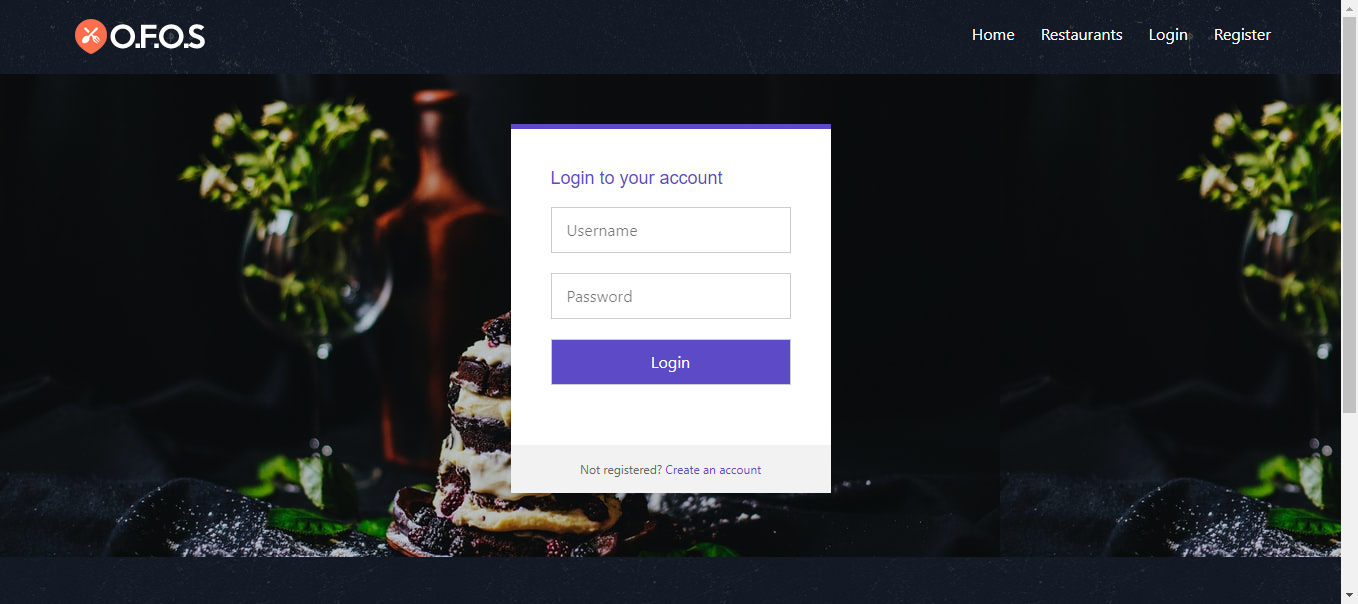 O.F.O.S
Home Restaurants Login Register
Login to your account
Username
Password
Login
Not registered? Create an account